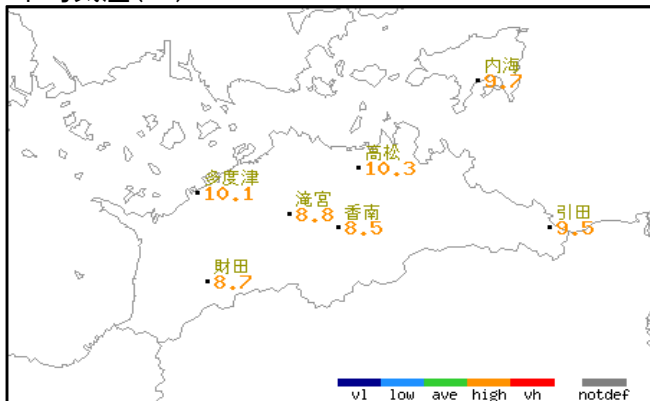 内海
9.7
高松
10.3
多度津
10.1
滝宮
8.8
香南
8.5
引田
9.5
財田
8.7
vl low ave high vh notdef